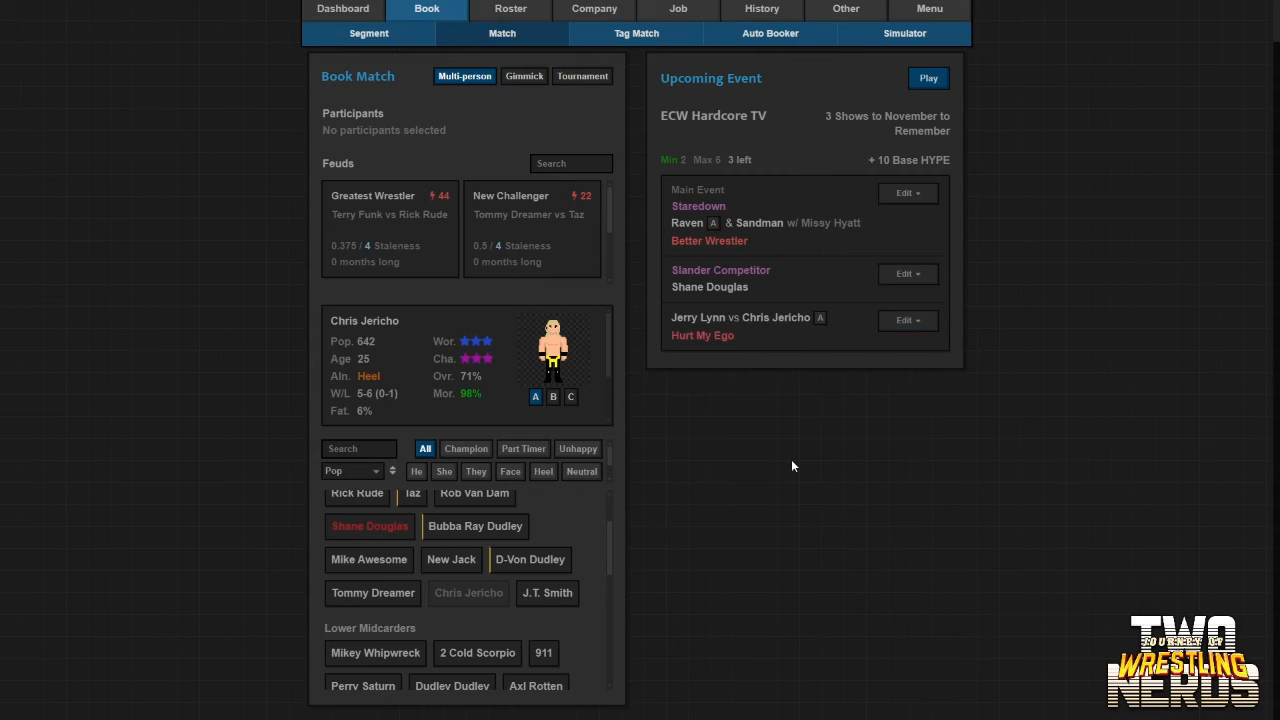 Dashboard Book Roster Company Job History Other Menu
Segment Match Tag Match Auto Booker Simulator
Book Match Multi-person Gimmick Tournament
Participants
No participants selected
Feuds Search
Greatest Wrestler 44
Terry Funk vs Rick Rude
0.375 / 4 Staleness
0 months long
New Challenger 22
Tommy Dreamer vs Taz
0.5 / 4 Staleness
0 months long
Chris Jericho
Pop. 642 Wor.
Age 25 Cha.
Aln. Heel Ovr. 71%
W/L 5-6 (0-1) Mor. 98%
Fat. 6%
A B C
Search All Champion Part Timer Unhappy
Pop He She They Face Heel Neutral
Rick Rude Taz Rob Van Dam
Shane Douglas Bubba Ray Dudley
Mike Awesome New Jack D-Von Dudley
Tommy Dreamer Chris Jericho J.T. Smith
Lower Midcarders
Mikey Whipwreck 2 Cold Scorpio 911
Perry Saturn Dudley Dudley Axl Rotten
Upcoming Event Play
ECW Hardcore TV
3 Shows to November to
Remember
Min 2 Max 6 3 left + 10 Base HYPE
Main Event Edit
Staredown
Raven A & Sandman w/ Missy Hyatt
Better Wrestler
Slander Competitor Edit
Shane Douglas
Jerry Lynn vs Chris Jericho A Edit
Hurt My Ego
TWO
JOURNEY OF
WRESTLING
NERDS